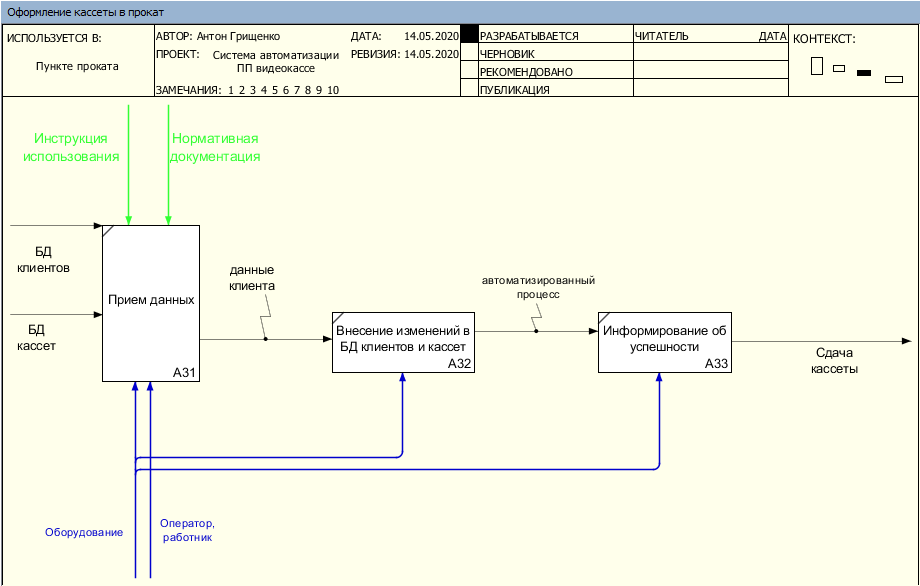 Оформление кассеты в прокат
ИСПОЛЬЗУЕТСЯ В:
Пункте проката
АВТОР: Антон Грищенко
ДАТА: 14.05.2020
ПРОЕКТ: Система автоматизации
ПП видеокассе
РЕВИЗИЯ: 14.05.2020
ЗАМЕЧАНИЯ: 1 2 3 4 5 6 7 8 9 10
РАЗРАБАТЫВАЕТСЯ
ЧЕРНОВИК
РЕКОМЕНДОВАНО
ПУБЛИКАЦИЯ
ЧИТАТЕЛЬ ДАТА
КОНТЕКСТ:
Инструкция
использования
Нормативная
документация
БД
клиентов
БД
кассет
Прием данных
A31
данные
клиента
Внесение изменений в
БД клиентов и кассет
A32
автоматизированный
процесс
Информирование об
успешности
A33
Сдача
кассеты
Оборудование
Оператор,
работник